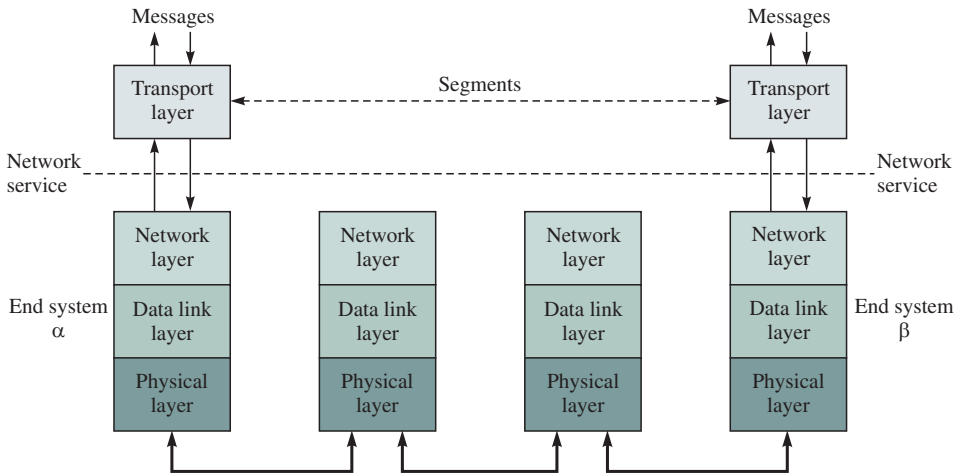 Messages
Messages
Transport
layer
Segments
Transport
layer
Network
service
Network
service
Network
layer
Network
layer
Network
layer
Network
layer
End system
α
Data link
layer
Data link
layer
Data link
layer
Data link
layer
End system
β
Physical
layer
Physical
layer
Physical
layer
Physical
layer